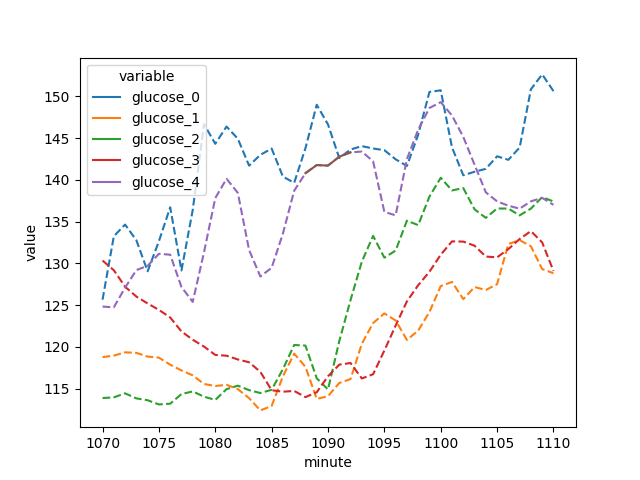 variable
glucose_0
glucose_1
glucose_2
glucose_3
glucose_4
150
145
140
135
130
125
120
115
value
1070 1075 1080 1085 1090 1095 1100 1105 1110
minute